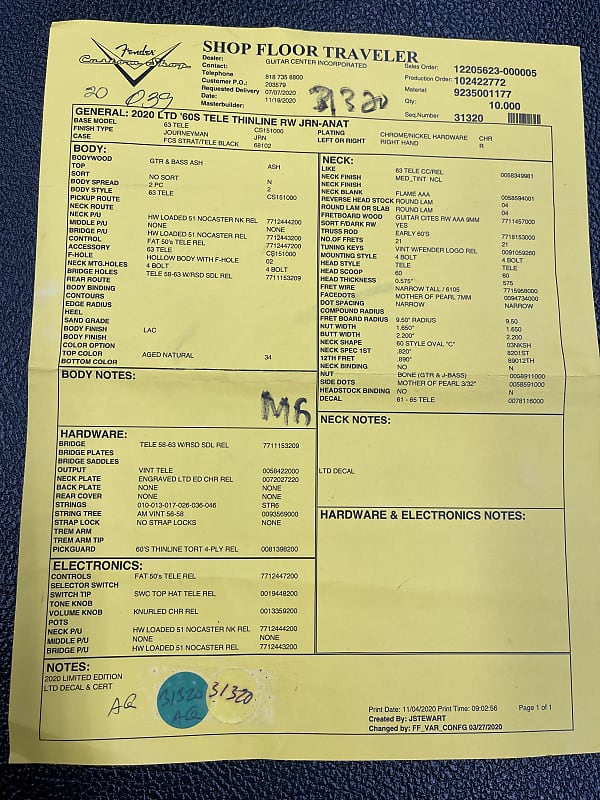 Fender
Custom Shop
SHOP FLOOR TRAVELER
Dealer: GUITAR CENTER INCORPORATED
Contact:
Telephone 818 735 8800
Customer P.O.: 203579
Requested Delivery 07/07/2020
Date: 11/19/2020
Masterbuilder:
Sales Order: 12205623-000005
Production Order: 102422772
Material: 9235001177
Qty: 10.000
Seq.Number 31320
20 039
31320
GENERAL: 2020 LTD '60S TELE THINLINE RW JRN-ANAT
BASE MODEL 63 TELE CS151000
FINISH TYPE JOURNEYMAN JRN
CASE FCS STRAT/TELE BLACK 68102
PLATING CHROME/NICKEL HARDWARE CHR
LEFT OR RIGHT RIGHT HAND R
BODY:
BODYWOOD GTR & BASS ASH ASH
TOP
SORT NO SORT N
BODY SPREAD 2 PC 2
BODY STYLE 63 TELE CS151000
PICKUP ROUTE
NECK ROUTE
NECK P/U HW LOADED 51 NOCASTER NK REL 7712444200
MIDDLE P/U NONE NONE
BRIDGE P/U HW LOADED 51 NOCASTER REL 7712443200
CONTROL FAT 50's TELE REL 7712447200
ACCESSORY 63 TELE CS151000
F-HOLE HOLLOW BODY WITH F-HOLE 02
NECK MTG.HOLES 4 BOLT 4 BOLT
BRIDGE HOLES TELE 58-63 W/RSD SDL REL 7711153209
REAR ROUTE
BODY BINDING
CONTOURS
EDGE RADIUS
HEEL
SAND GRADE
BODY FINISH LAC
BODY FINISH
COLOR OPTION
TOP COLOR AGED NATURAL 34
BOTTOM COLOR
NECK:
LIKE 63 TELE CC/REL 0058349981
NECK FINISH MED_TINT NCL
NECK FINISH
NECK BLANK FLAME AAA 0058594001
REVERSE HEAD STOCK ROUND LAM 04
ROUND LAM OR SLAB ROUND LAM 04
FRETBOARD WOOD GUITAR CITES RW AAA 9MM 7711457000
SORT F/DARK RW YES
TRUSS ROD EARLY 60'S 7718153000
NO.OF FRETS 21 21
TUNING KEYS VINT W/FENDER LOGO REL 0091059260
MOUNTING STYLE 4 BOLT 4 BOLT
HEAD STYLE TELE TELE
HEAD SCOOP 60 60
HEAD THICKNESS 0.575" 575
FRET WIRE NARROW TALL / 6105 7715956000
FACEDOTS MOTHER OF PEARL 7MM 0094734000
DOT SPACING NARROW NARROW
COMPOUND RADIUS
FRET BOARD RADIUS 9.50" RADIUS 9.50
NUT WIDTH 1.650" 1.650
BUTT WIDTH 2.200" 2.200
NECK SHAPE 60 STYLE OVAL "C" 03NKSH
NECK SPEC 1ST .820" 8201ST
12TH FRET .890" 89012TH
NECK BINDING NO N
NUT BONE (GTR & J-BASS) 0058911000
SIDE DOTS MOTHER OF PEARL 3/32" 0058591000
HEADSTOCK BINDING NO N
DECAL 61 - 65 TELE 0078116000
BODY NOTES:
M6
NECK NOTES:
LTD DECAL
HARDWARE:
BRIDGE TELE 58-63 W/RSD SDL REL 7711153209
BRIDGE PLATES
BRIDGE SADDLES
OUTPUT VINT TELE 0058422000
NECK PLATE ENGRAVED LTD ED CHR REL 0072027220
BACK PLATE NONE NONE
REAR COVER NONE NONE
STRINGS 010-013-017-026-036-046 STR6
STRING TREE AM VINT 56-58 0093569000
STRAP LOCK NO STRAP LOCKS NONE
TREM ARM
TREM ARM TIP
PICKGUARD 60'S THINLINE TORT 4-PLY REL 0081398200
HARDWARE & ELECTRONICS NOTES:
ELECTRONICS:
CONTROLS FAT 50's TELE REL 7712447200
SELECTOR SWITCH
SWITCH TIP SWC TOP HAT TELE REL 0019448200
TONE KNOB
VOLUME KNOB KNURLED CHR REL 0013359200
POTS
NECK P/U HW LOADED 51 NOCASTER NK REL 7712444200
MIDDLE P/U NONE NONE
BRIDGE P/U HW LOADED 51 NOCASTER REL 7712443200
NOTES:
2020 LIMITED EDITION
LTD DECAL & CERT
AQ
31320
AQ
31320
Print Date: 11/04/2020 Print Time: 09:02:56 Page 1 of 1
Created By: JSTEWART
Changed by: FF_VAR_CONFG 03/27/2020